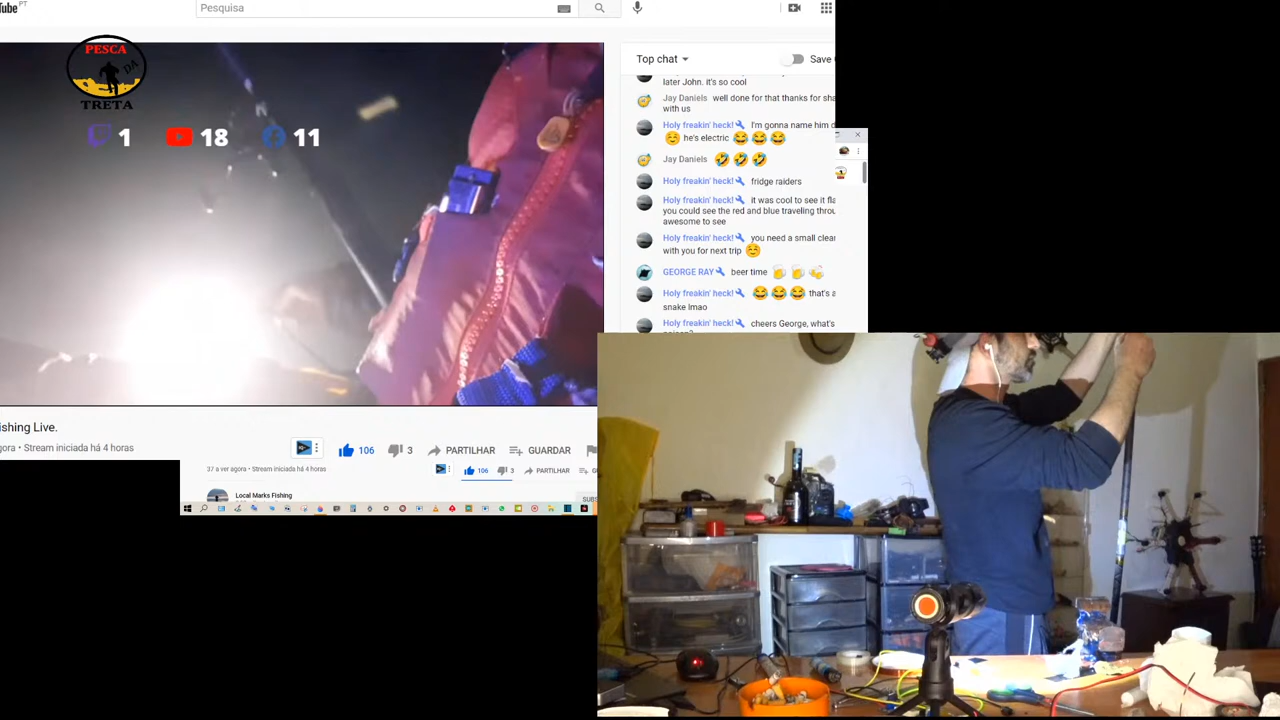 Tube PT
Pesquisa
PESCA
DA
TRETA
1 18 11
Top chat
Save
later John. it's so cool
Jay Daniels well done for that thanks for sha
with us
Holy freakin' heck! I'm gonna name him d
he's electric
Jay Daniels
Holy freakin' heck! fridge raiders
Holy freakin' heck! it was cool to see it fla
you could see the red and blue traveling throu
awesome to see
Holy freakin' heck! you need a small clear
with you for next trip
GEORGE RAY beer time
Holy freakin' heck! that's a
snake lmao
Holy freakin' heck! cheers George, what's
ishing Live.
gora • Stream iniciada há 4 horas
106 3 PARTILHAR GUARDAR
37 a ver agora • Stream iniciada há 4 horas
106 3 PARTILHAR GU
Local Marks Fishing
SUBS